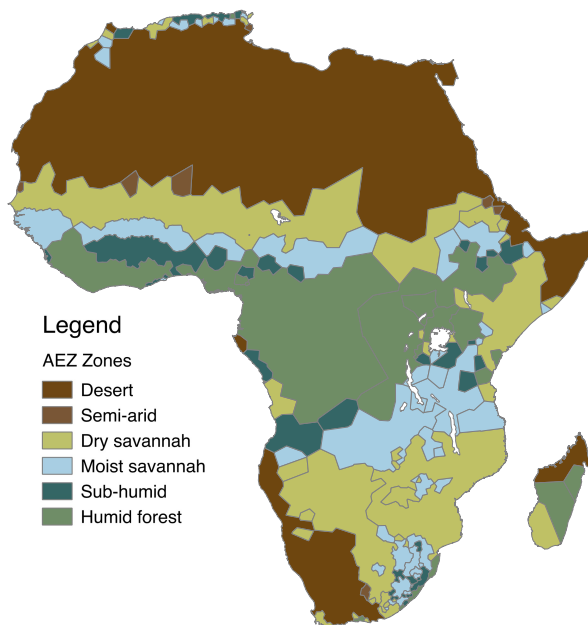 Legend
AEZ Zones
Desert
Semi-arid
Dry savannah
Moist savannah
Sub-humid
Humid forest